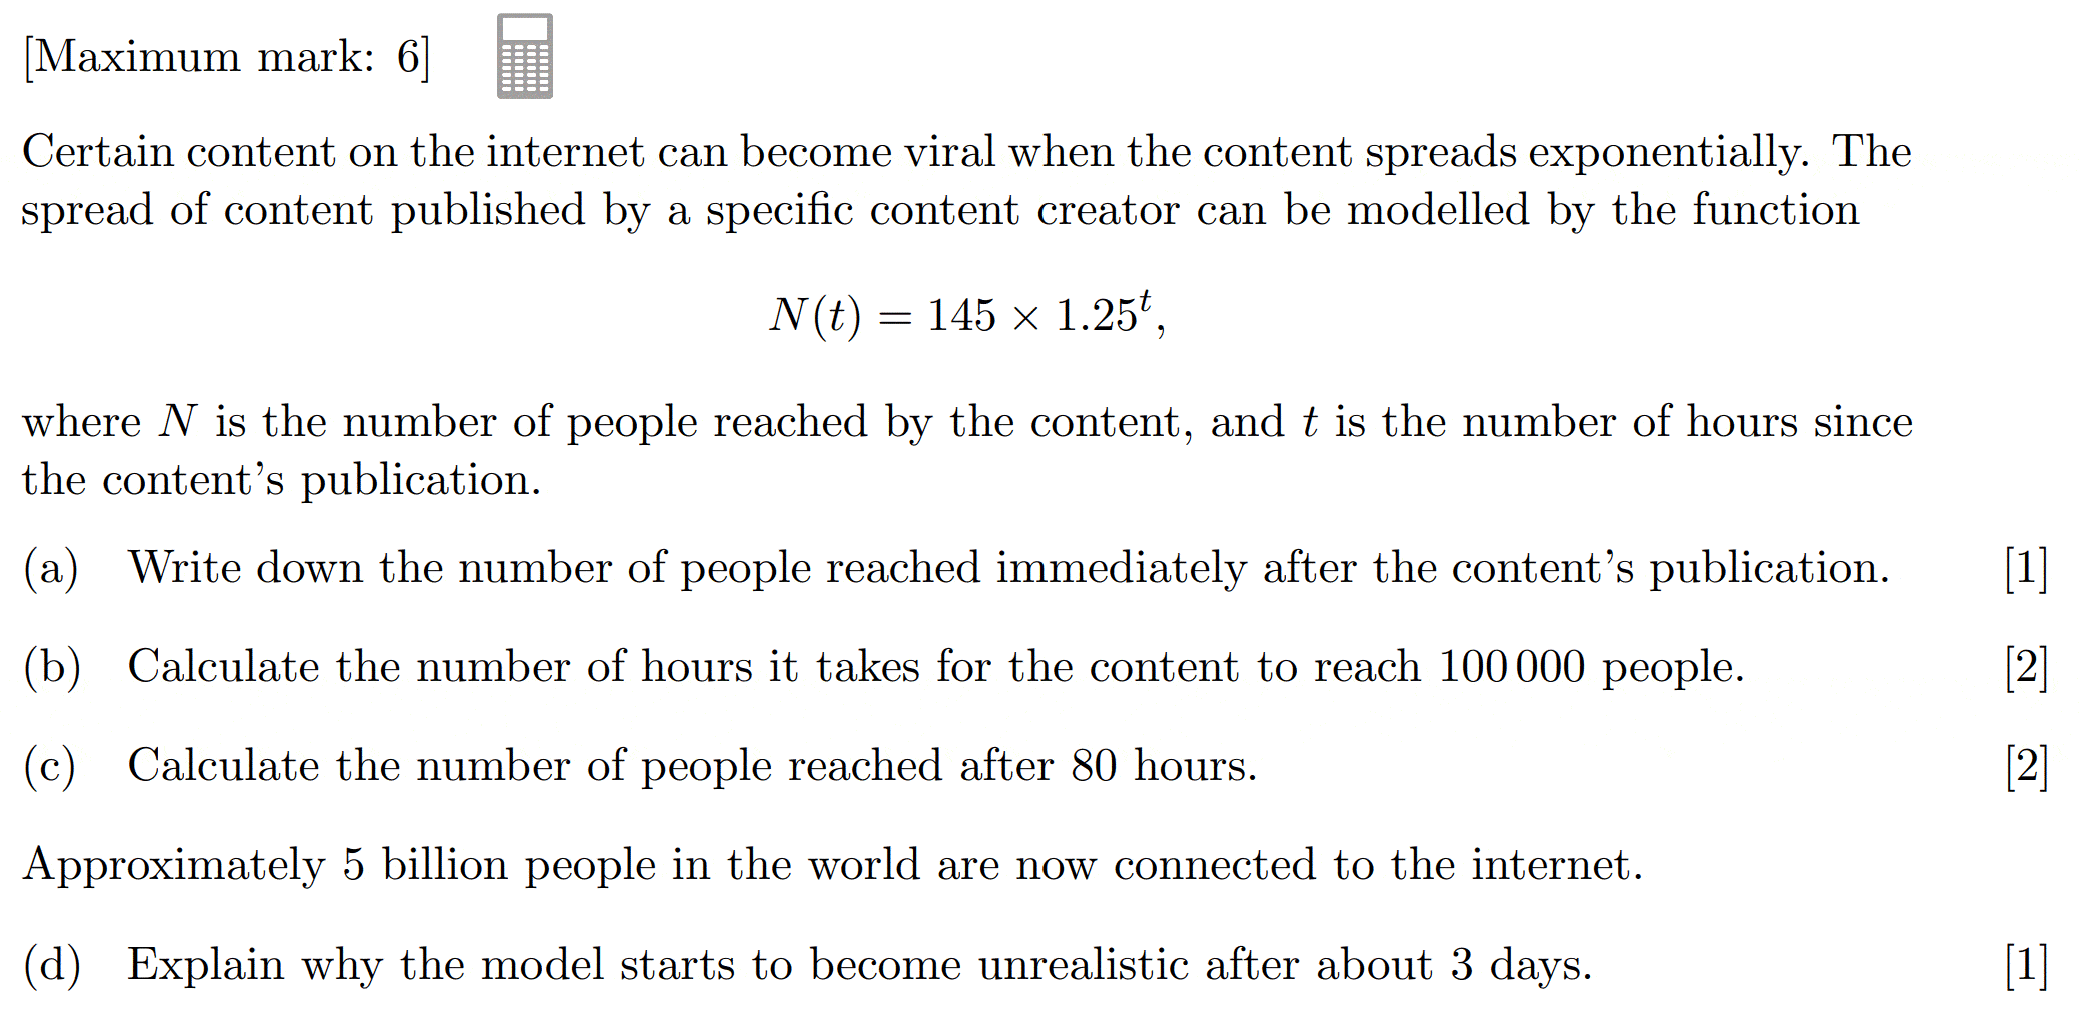 [Maximum mark: 6]
Certain content on the internet can become viral when the content spreads exponentially. The
spread of content published by a specific content creator can be modelled by the function
N(t) = 145 × 1.25^t,
where N is the number of people reached by the content, and t is the number of hours since
the content's publication.
(a) Write down the number of people reached immediately after the content's publication. [1]
(b) Calculate the number of hours it takes for the content to reach 100 000 people. [2]
(c) Calculate the number of people reached after 80 hours. [2]
Approximately 5 billion people in the world are now connected to the internet.
(d) Explain why the model starts to become unrealistic after about 3 days. [1]